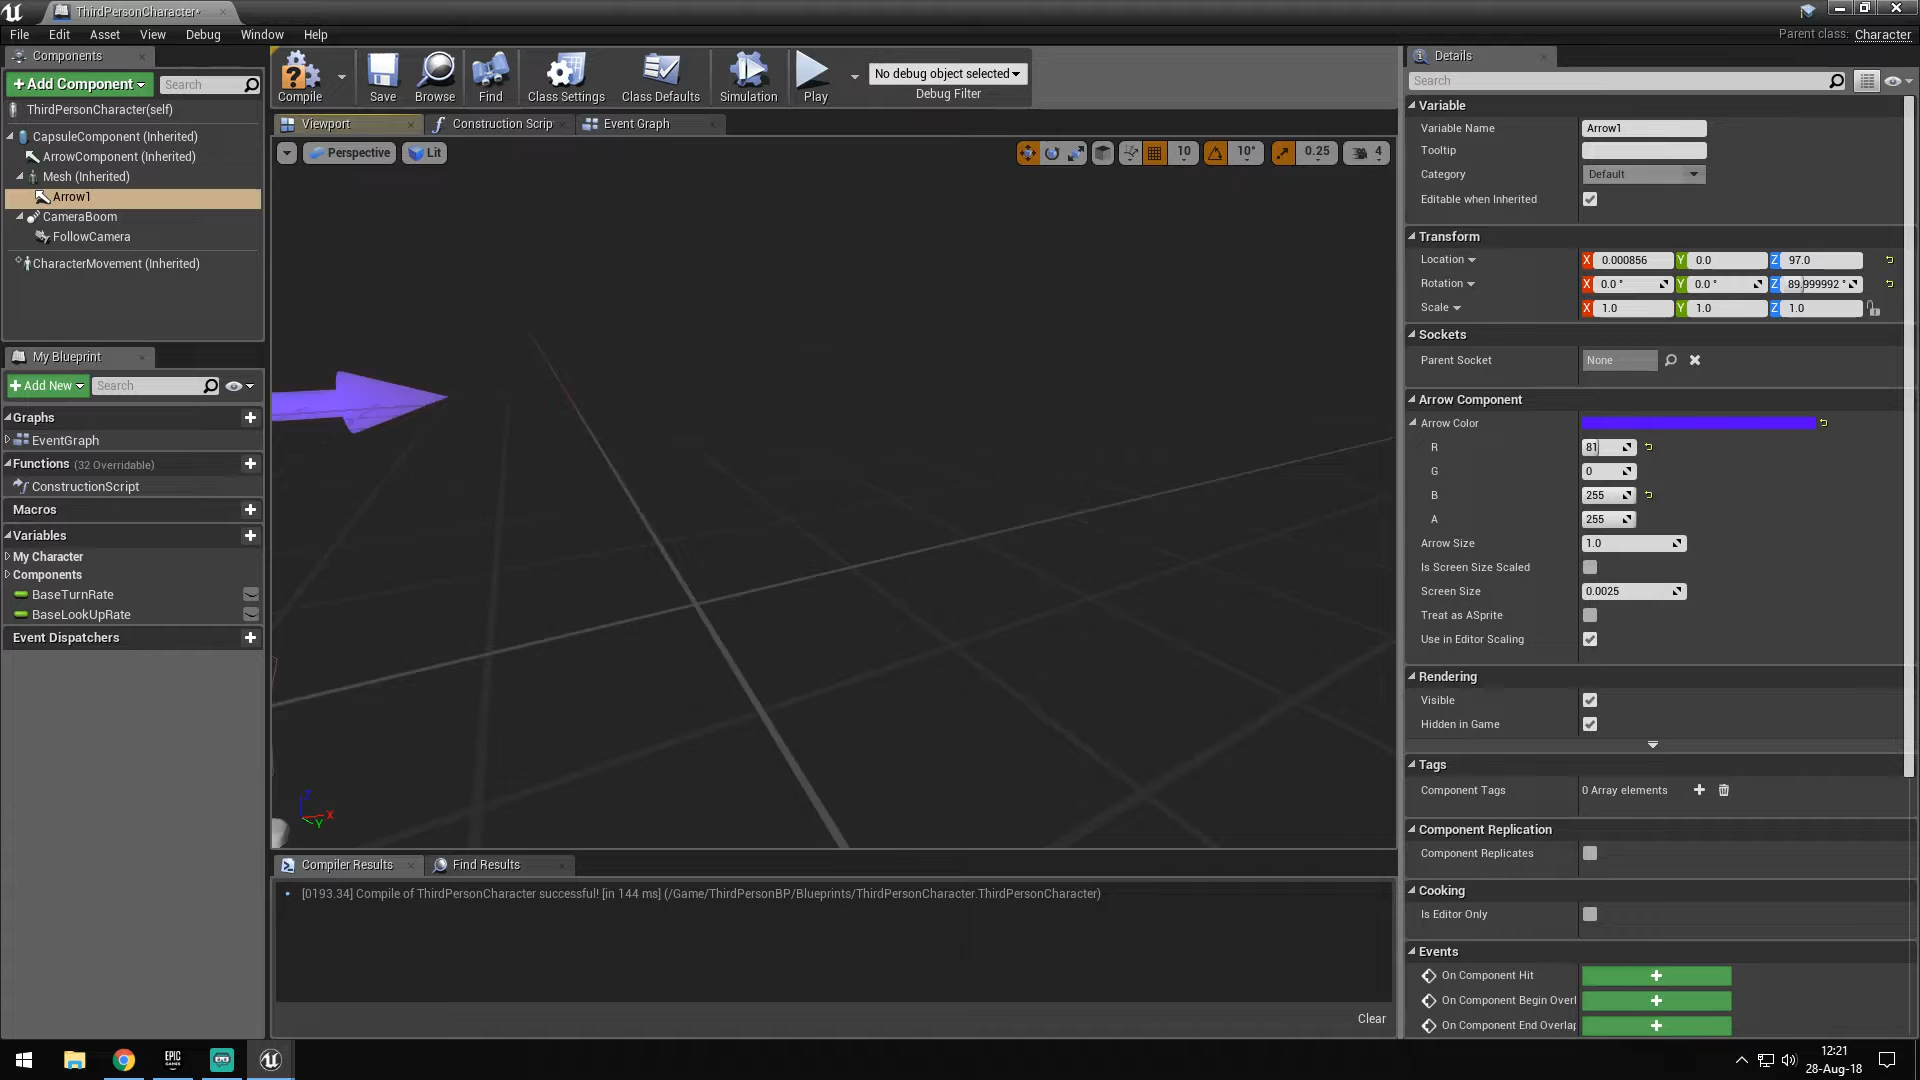 ThirdPersonCharacter*
File Edit Asset View Debug Window Help
Parent class: Character
Components
+ Add Component
Search
ThirdPersonCharacter(self)
CapsuleComponent (Inherited)
ArrowComponent (Inherited)
Mesh (Inherited)
Arrow1
CameraBoom
FollowCamera
CharacterMovement (Inherited)
My Blueprint
+ Add New
Search
Graphs
EventGraph
Functions (32 Overridable)
ConstructionScript
Macros
Variables
My Character
Components
BaseTurnRate
BaseLookUpRate
Event Dispatchers
Compile Save Browse Find Class Settings Class Defaults Simulation Play
No debug object selected
Debug Filter
Viewport Construction Scrip Event Graph
Perspective Lit 10 10° 0.25 4
Z
X
Y
Compiler Results Find Results
[0193.34] Compile of ThirdPersonCharacter successful! [in 144 ms] (/Game/ThirdPersonBP/Blueprints/ThirdPersonCharacter.ThirdPersonCharacter)
Clear
Details
Search
Variable
Variable Name Arrow1
Tooltip
Category Default
Editable when Inherited
Transform
Location X 0.000856 Y 0.0 Z 97.0
Rotation X 0.0 ° Y 0.0 ° Z 89.999992 °
Scale X 1.0 Y 1.0 Z 1.0
Sockets
Parent Socket None
Arrow Component
Arrow Color
R 81
G 0
B 255
A 255
Arrow Size 1.0
Is Screen Size Scaled
Screen Size 0.0025
Treat as ASprite
Use in Editor Scaling
Rendering
Visible
Hidden in Game
Tags
Component Tags 0 Array elements
Component Replication
Component Replicates
Cooking
Is Editor Only
Events
On Component Hit +
On Component Begin Overl +
On Component End Overlap +
EPIC GAMES
12:21
28-Aug-18